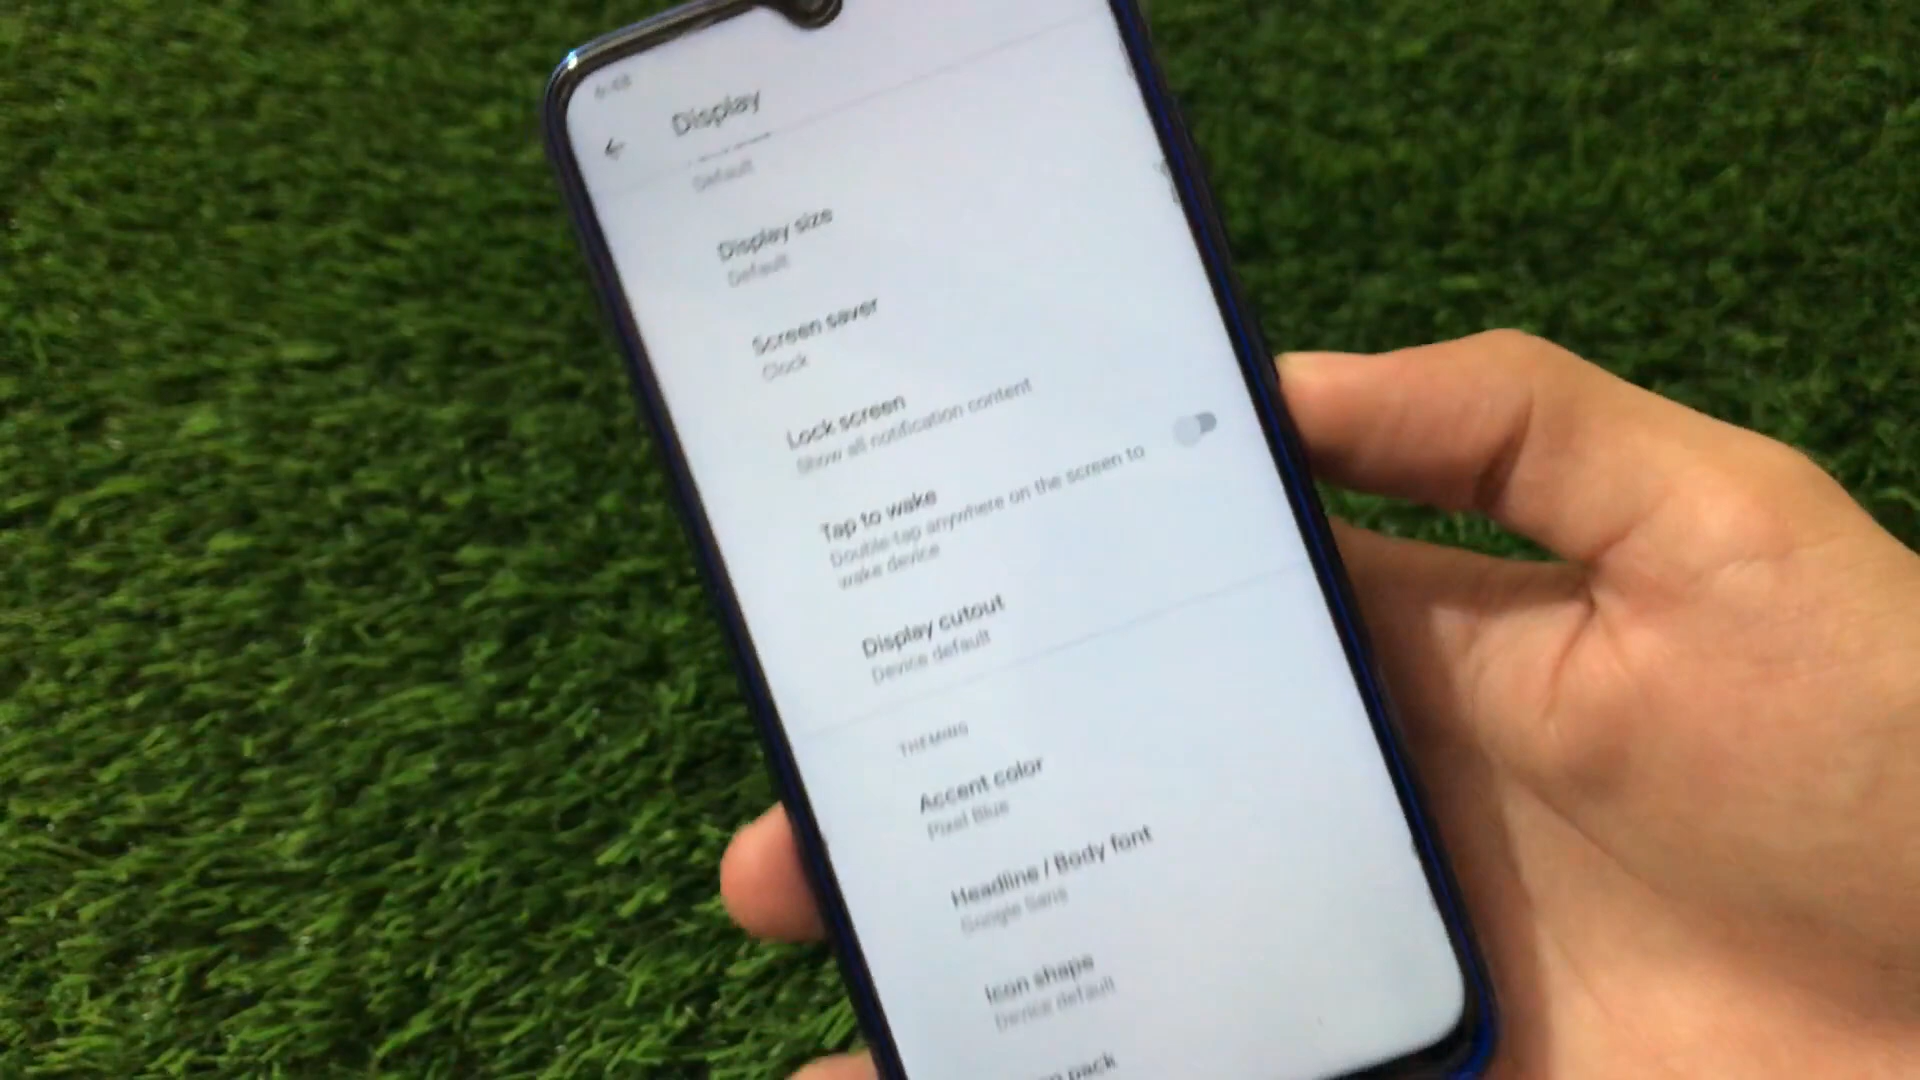 Display
Default
Display size
Default
Screen saver
Clock
Lock screen
Show all notification content
Tap to wake
Double-tap anywhere on the screen to
wake device
Display cutout
Device default
THEMING
Accent color
Pixel Blue
Headline / Body font
Google Sans
Icon shape
Device default
pack